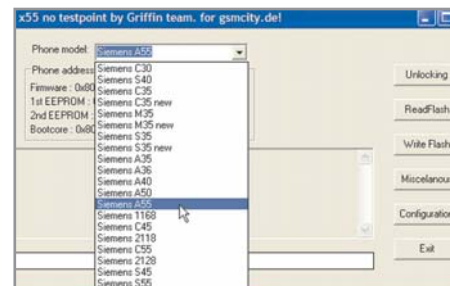 x55 no testpoint by Griffin team. for gsmcity.de!
Phone model: Siemens A55
Phone address
Firmware : 0x80
1st EEPROM :
2nd EEPROM :
Bootcore : 0x80
Siemens C30
Siemens S40
Siemens C35
Siemens C35 new
Siemens M35
Siemens M35 new
Siemens S35
Siemens S35 new
Siemens A35
Siemens A36
Siemens A40
Siemens A50
Siemens A55
Siemens 1168
Siemens C45
Siemens 2118
Siemens C55
Siemens 2128
Siemens S45
Siemens S55
Unlocking
ReadFlash
Write Flash
Miscelanous
Configuration
Exit